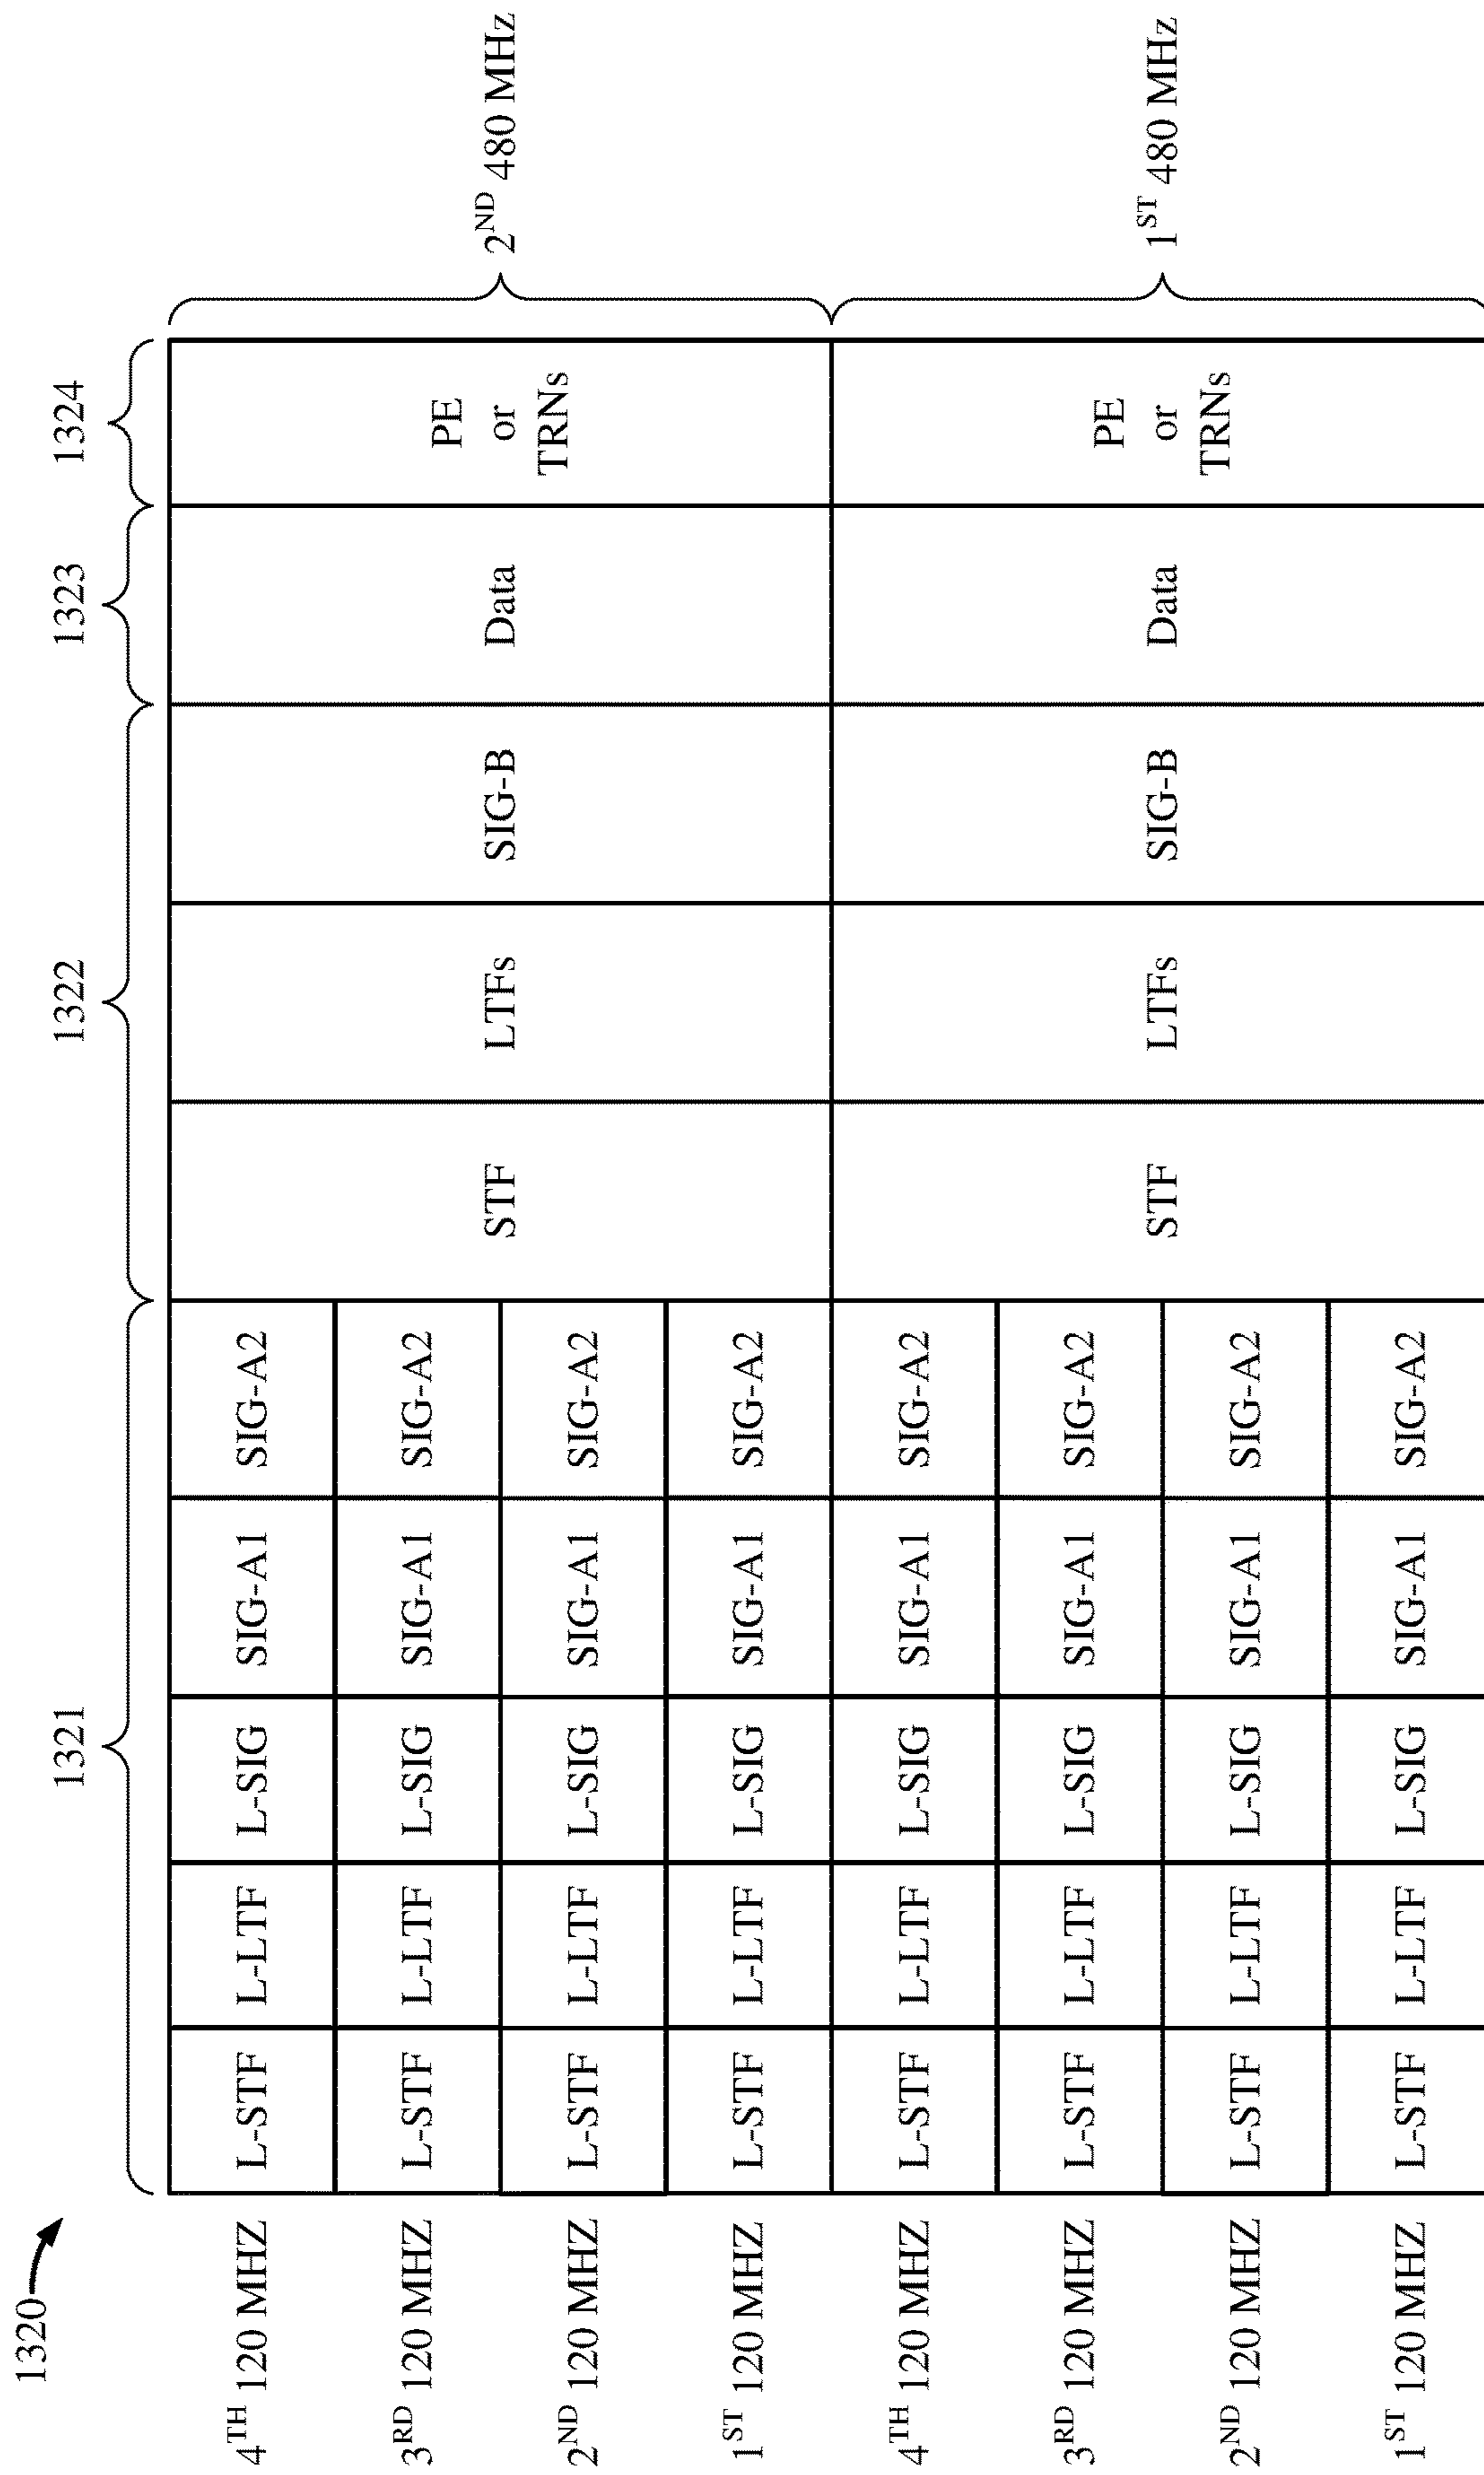 1320
1321 1322 1323 1324
4TH 120 MHZ L-STF L-LTF L-SIG SIG-A1 SIG-A2
3RD 120 MHZ L-STF L-LTF L-SIG SIG-A1 SIG-A2
2ND 120 MHZ L-STF L-LTF L-SIG SIG-A1 SIG-A2
1ST 120 MHZ L-STF L-LTF L-SIG SIG-A1 SIG-A2
STF LTFs SIG-B Data
PE
or
TRNs
2ND 480 MHz
4TH 120 MHZ L-STF L-LTF L-SIG SIG-A1 SIG-A2
3RD 120 MHZ L-STF L-LTF L-SIG SIG-A1 SIG-A2
2ND 120 MHZ L-STF L-LTF L-SIG SIG-A1 SIG-A2
1ST 120 MHZ L-STF L-LTF L-SIG SIG-A1 SIG-A2
STF LTFs SIG-B Data
PE
or
TRNs
1ST 480 MHz